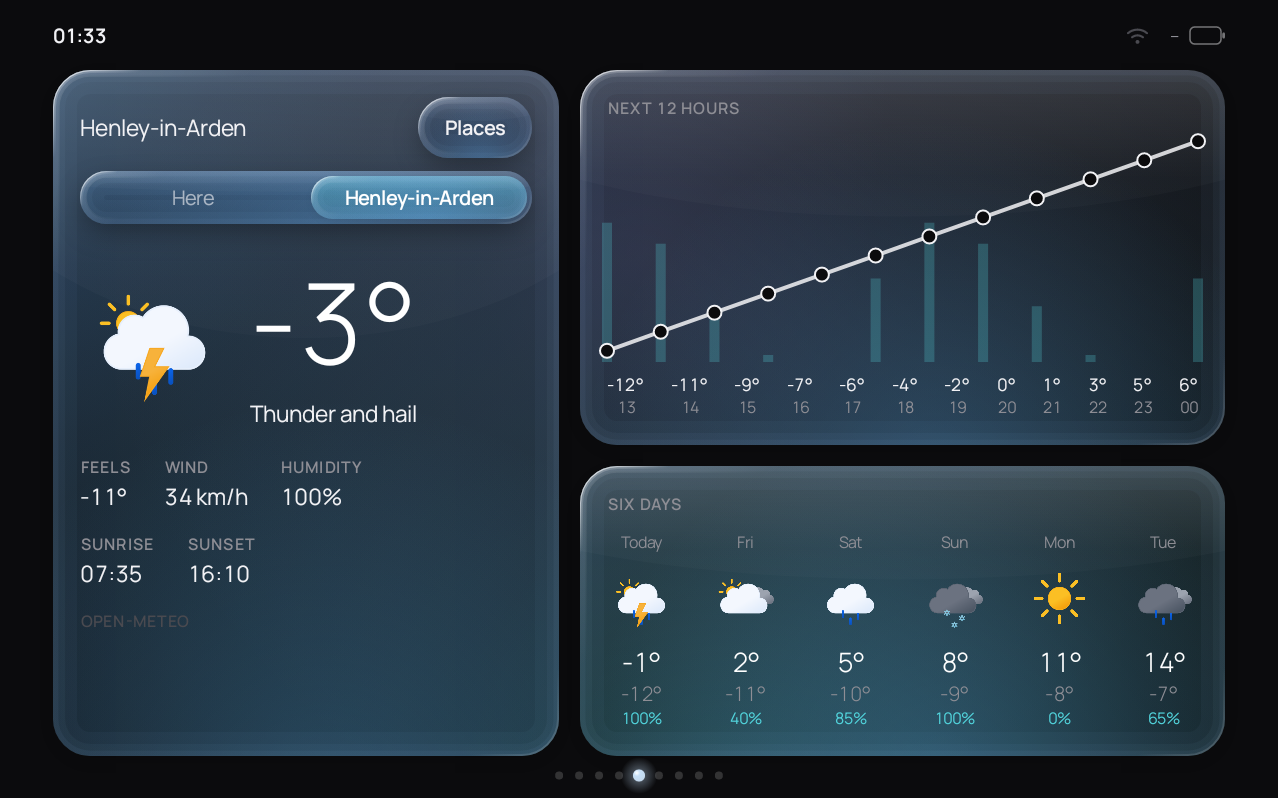 01:33
–
Henley-in-Arden
Places
Here
Henley-in-Arden
-3°
Thunder and hail
FEELS WIND HUMIDITY
-11° 34 km/h 100%
SUNRISE SUNSET
07:35 16:10
OPEN-METEO
NEXT 12 HOURS
-12° -11° -9° -7° -6° -4° -2° 0° 1° 3° 5° 6°
13 14 15 16 17 18 19 20 21 22 23 00
SIX DAYS
Today Fri Sat Sun Mon Tue
-1° 2° 5° 8° 11° 14°
-12° -11° -10° -9° -8° -7°
100% 40% 85% 100% 0% 65%